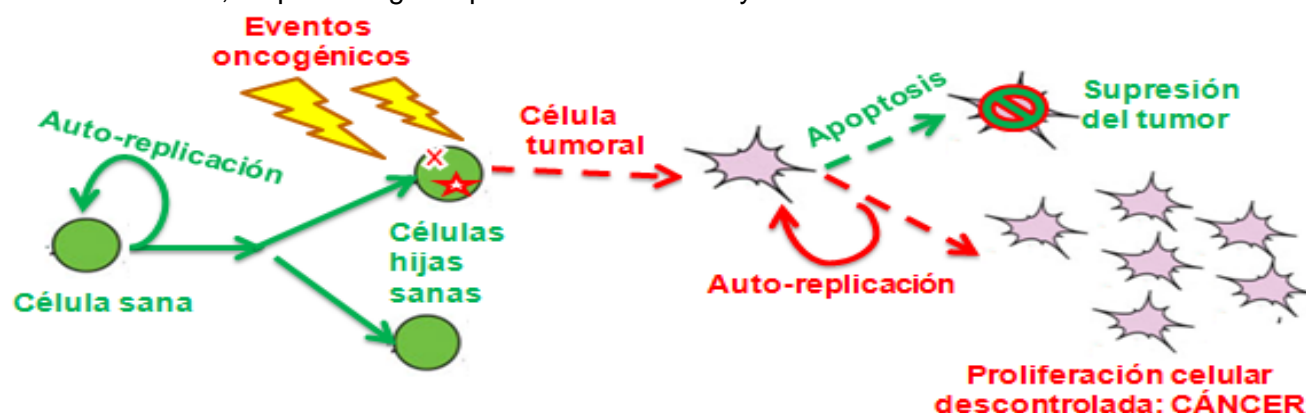 Eventos
oncogénicos
Auto-replicación
Célula sana
Células
hijas
sanas
Célula
tumoral
Apoptosis
Supresión
del tumor
Auto-replicación
Proliferación celular
descontrolada: CÁNCER